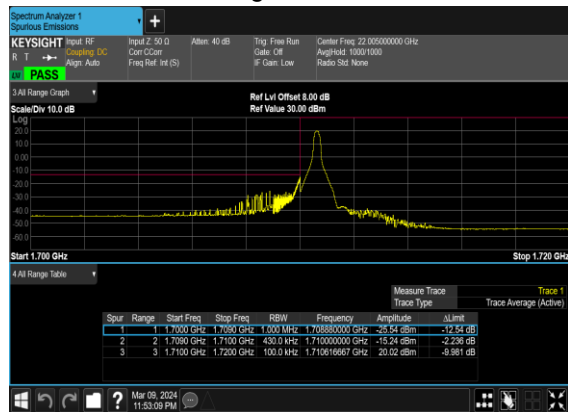 Spectrum Analyzer 1
Spurious Emissions
+
KEYSIGHT Input: RF Input Z: 50 Ω Atten: 40 dB Trig: Free Run Center Freq: 22.005000000 GHz
R T Coupling: DC Corr CCorr Gate: Off Avg|Hold: 1000/1000
Align: Auto Freq Ref: Int (S) IF Gain: Low Radio Std: None
PASS
3 All Range Graph
Ref Lvl Offset 8.00 dB
Scale/Div 10.0 dB Ref Value 30.00 dBm
Log
20.0
10.0
0.00
-10.0
-20.0
-30.0
-40.0
-50.0
-60.0
Start 1.700 GHz Stop 1.720 GHz
4 All Range Table
Measure Trace Trace 1
Trace Type Trace Average (Active)
Spur Range Start Freq Stop Freq RBW Frequency Amplitude ΔLimit
1 1 1.7000 GHz 1.7090 GHz 1.000 MHz 1.708880000 GHz -25.54 dBm -12.54 dB
2 2 1.7090 GHz 1.7100 GHz 430.0 kHz 1.710000000 GHz -15.24 dBm -2.236 dB
3 3 1.7100 GHz 1.7200 GHz 100.0 kHz 1.710616667 GHz 20.02 dBm -9.981 dB
? Mar 09, 2024
11:53:09 PM